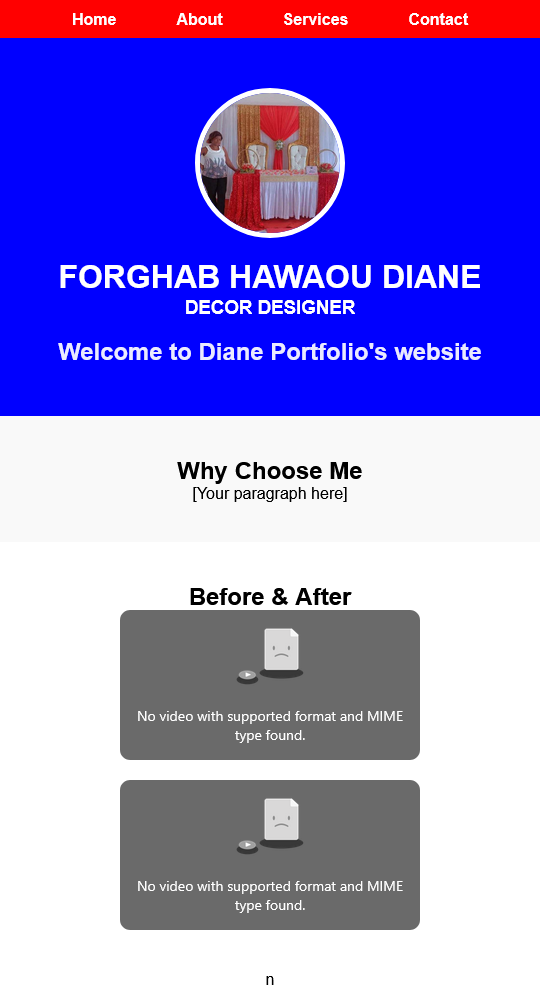 Home About Services Contact
FORGHAB HAWAOU DIANE
DECOR DESIGNER
Welcome to Diane Portfolio's website
Why Choose Me
[Your paragraph here]
Before & After
No video with supported format and MIME
type found.
No video with supported format and MIME
type found.
n